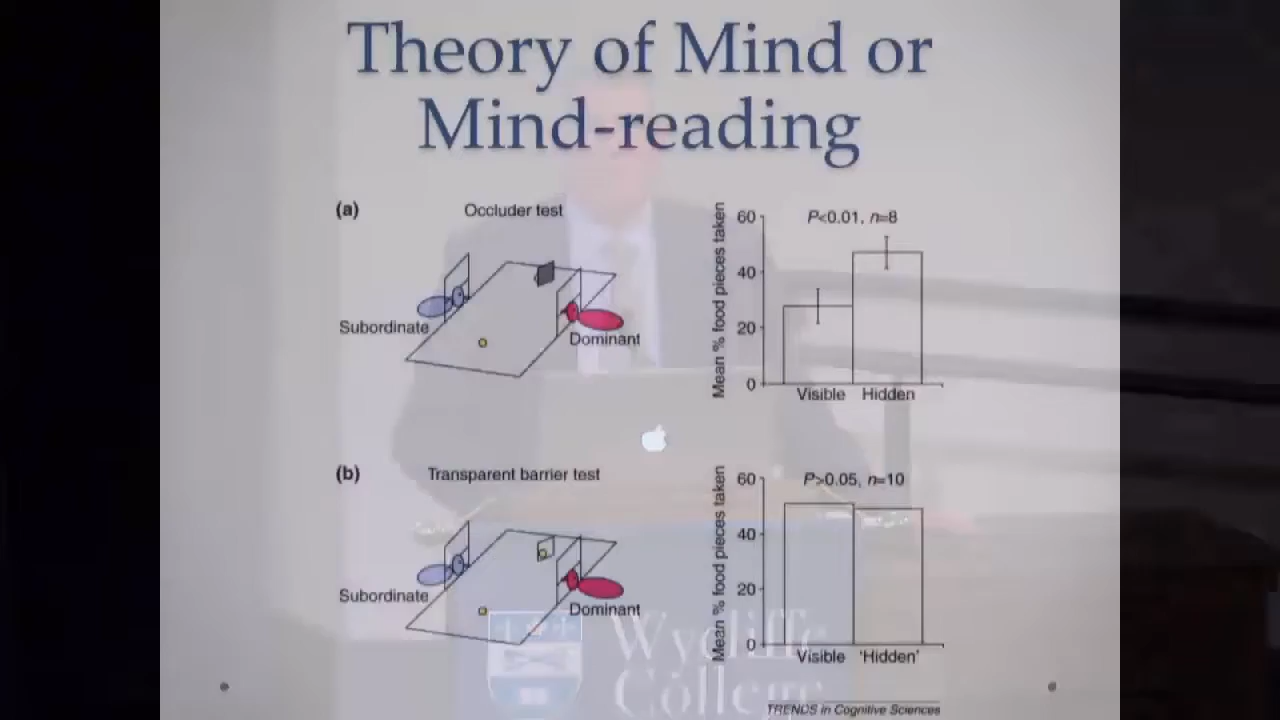 Theory of Mind or
Mind-reading
(a)
Occluder test
Subordinate
Dominant
Mean % food pieces taken
60
40
20
0
P<0.01, n=8
Visible
Hidden
(b)
Transparent barrier test
Subordinate
Dominant
Mean % food pieces taken
60
40
20
0
P>0.05, n=10
Visible
'Hidden'
Wycliffe
College
TRENDS in Cognitive Sciences